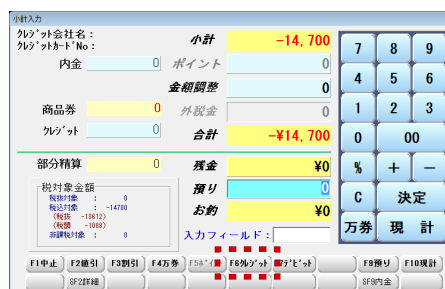 小計入力
ｸﾚｼﾞｯﾄ会社名：
ｸﾚｼﾞｯﾄｶｰﾄﾞNo：
小計 -14,700
内金 0 ポイント 0
金額調整 0
商品券 0 外税金 0
ｸﾚｼﾞｯﾄ 0 合計 -¥14,700
部分精算 0 残金 ¥0
税対象金額
税抜対象 ： 0
税込対象 ： -14700
(税抜 -13612)
(税額 -1088)
非課税対象 ： 0
預り 0
お釣 ¥0
入力フィールド：
7 8 9
4 5 6
1 2 3
0 00
% + −
C 決定
万券 現計
F1中止 F2値引 F3割引 F4万券 F5ﾎﾟｲﾝﾄ F6ｸﾚｼﾞｯﾄ F7ﾃﾞﾋﾞｯﾄ F9預り F10現計
SF2詳細 SF9内金